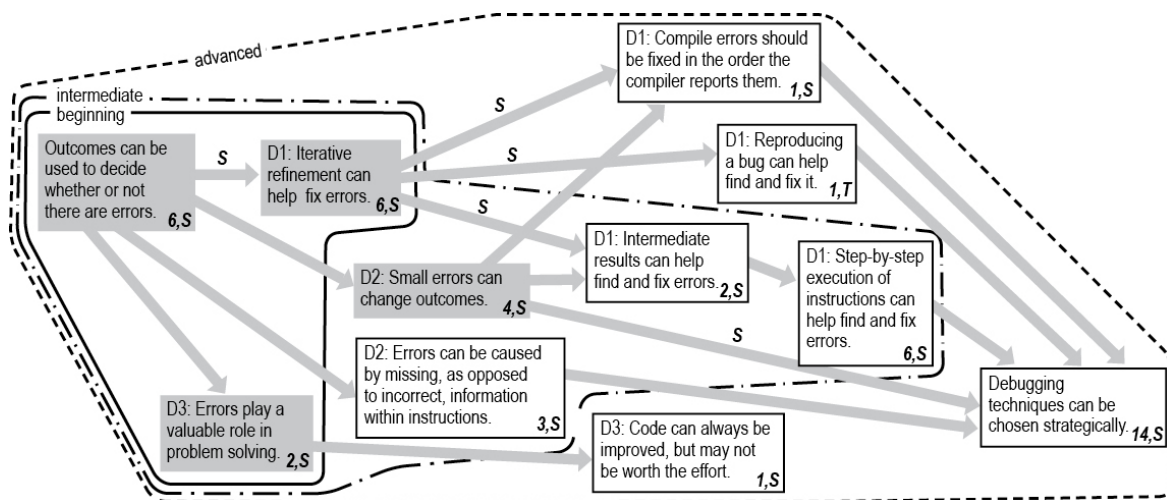 advanced
intermediate
beginning
Outcomes can be
used to decide
whether or not
there are errors.
6,S
S
D1: Iterative
refinement can
help fix errors.
6,S
S
D1: Compile errors should
be fixed in the order the
compiler reports them.
1,S
S
D1: Reproducing
a bug can help
find and fix it.
1,T
S
D1: Intermediate
results can help
find and fix errors.
2,S
D1: Step-by-step
execution of
instructions can
help find and fix
errors.
6,S
D2: Small errors can
change outcomes.
4,S
S
D2: Errors can be caused
by missing, as opposed
to incorrect, information
within instructions.
3,S
Debugging
techniques can be
chosen strategically.
14,S
D3: Errors play a
valuable role in
problem solving.
2,S
D3: Code can always be
improved, but may not
be worth the effort.
1,S